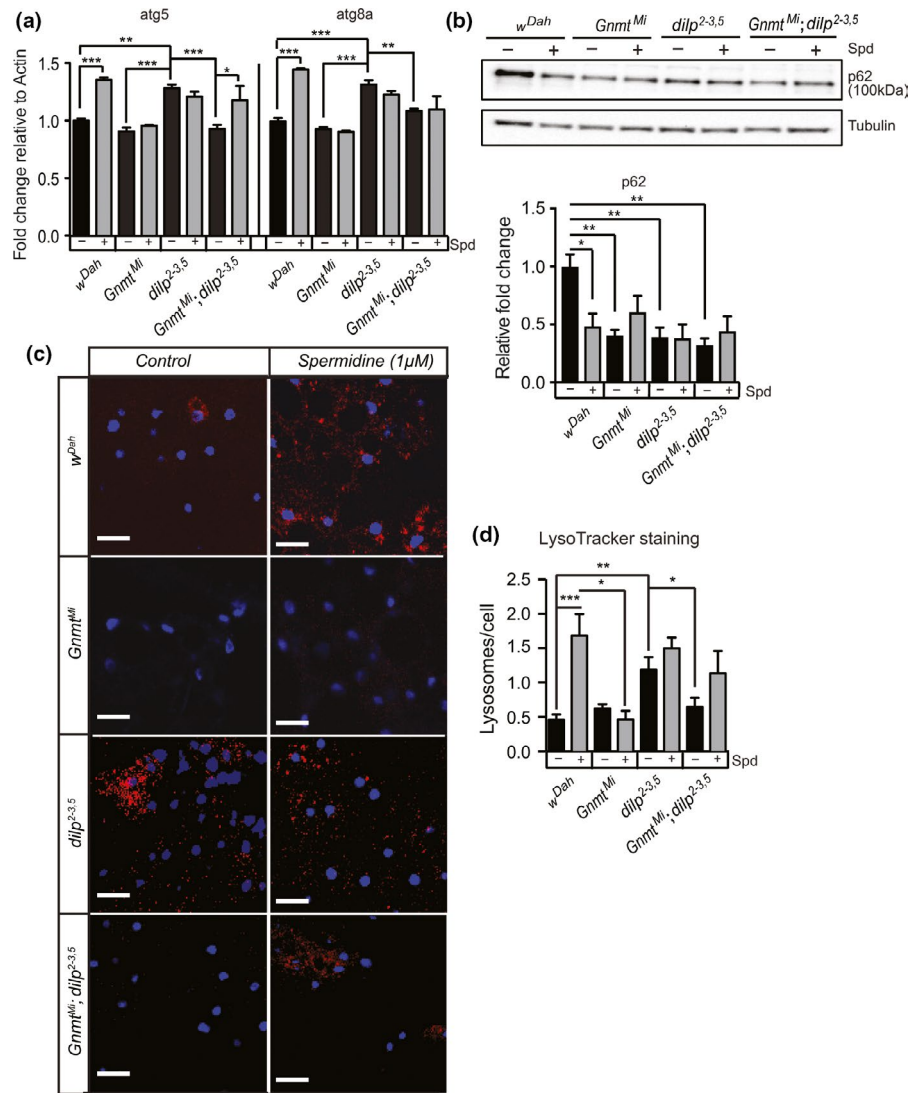 (a)
atg5 atg8a
Fold change relative to Actin
1.5
1.0
0.5
0.0
** *** *** *** *** * *** *** *** **
− + − + − + − + − + − + − + − + Spd
w^Dah Gnmt^Mi dilp^2-3,5 Gnmt^Mi; dilp^2-3,5 w^Dah Gnmt^Mi dilp^2-3,5 Gnmt^Mi; dilp^2-3,5
(b)
w^Dah Gnmt^Mi dilp^2-3,5 Gnmt^Mi; dilp^2-3,5
− + − + − + − + Spd
p62
(100kDa)
Tubulin
p62
Relative fold change
1.5
1.0
0.5
0.0
**
**
**
*
− + − + − + − + Spd
w^Dah Gnmt^Mi dilp^2-3,5 Gnmt^Mi; dilp^2-3,5
(c)
Control Spermidine (1µM)
w^Dah
Gnmt^Mi
dilp^2-3,5
Gnmt^Mi; dilp^2-3,5
(d)
LysoTracker staining
Lysosomes/cell
2.5
2.0
1.5
1.0
0.5
0.0
** * * ***
− + − + − + − + Spd
w^Dah Gnmt^Mi dilp^2-3,5 Gnmt^Mi; dilp^2-3,5